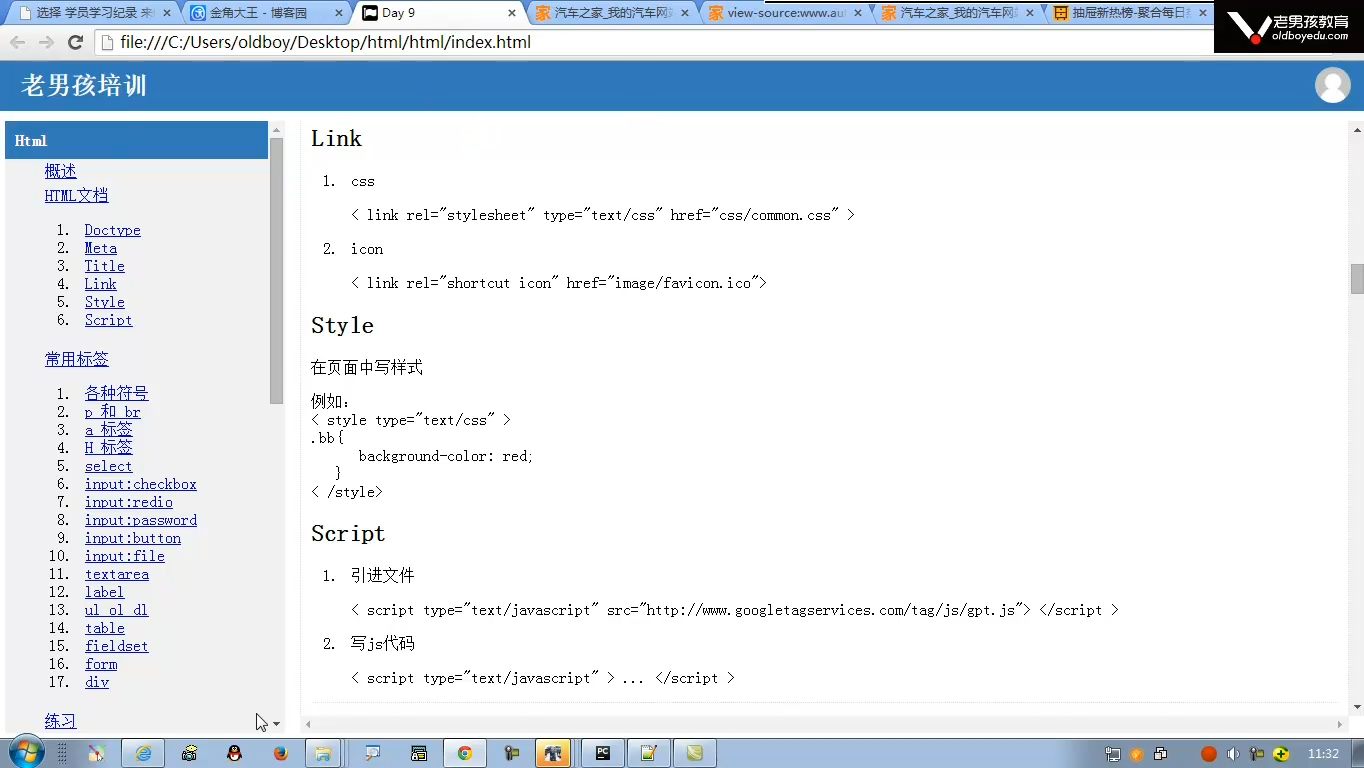 选择 学员学习纪录 来
金角大王 - 博客园
Day 9
汽车之家_我的汽车网站
view-source:www.aut
汽车之家_我的汽车网站
抽屉新热榜-聚合每日
老男孩教育
oldboyedu.com
file:///C:/Users/oldboy/Desktop/html/html/index.html
老男孩培训
Html
概述
HTML文档
1. Doctype
2. Meta
3. Title
4. Link
5. Style
6. Script
常用标签
1. 各种符号
2. p 和 br
3. a 标签
4. H 标签
5. select
6. input:checkbox
7. input:redio
8. input:password
9. input:button
10. input:file
11. textarea
12. label
13. ul ol dl
14. table
15. fieldset
16. form
17. div
练习
Link
1. css
< link rel="stylesheet" type="text/css" href="css/common.css" >
2. icon
< link rel="shortcut icon" href="image/favicon.ico">
Style
在页面中写样式
例如:
< style type="text/css" >
.bb{
background-color: red;
}
< /style>
Script
1. 引进文件
< script type="text/javascript" src="http://www.googletagservices.com/tag/js/gpt.js"> </script >
2. 写js代码
< script type="text/javascript" > ... </script >
PC
11:32